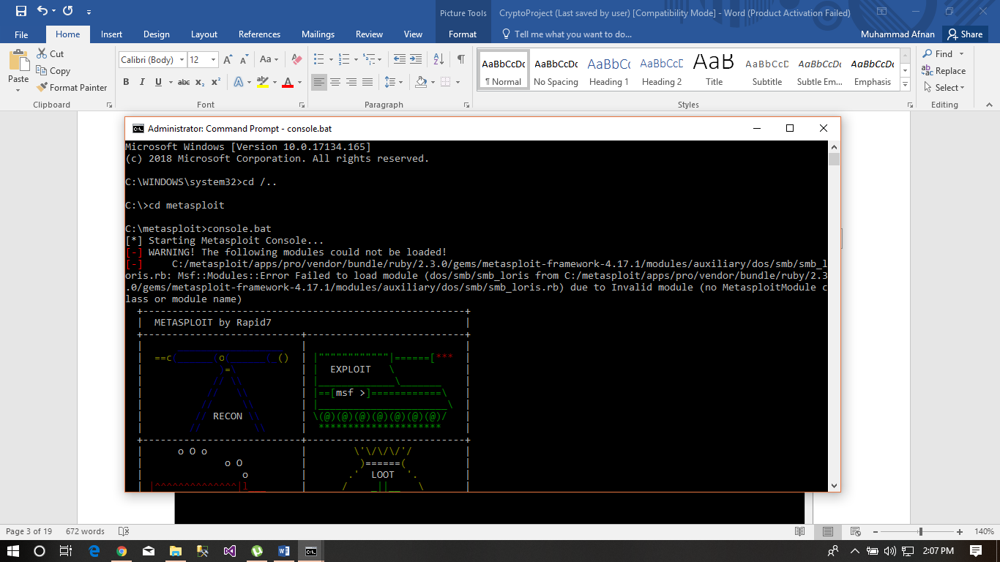 Picture Tools
CryptoProject (Last saved by user) [Compatibility Mode] - Word (Product Activation Failed)
File Home Insert Design Layout References Mailings Review View Format Tell me what you want to do... Muhammad Afnan Share
Paste
Cut
Copy
Format Painter
Clipboard
Calibri (Body) 12
Font
Paragraph
AaBbCcDc AaBbCcDc AaBbCc AaBbCcD AaB AaBbCcD AaBbCcDc AaBbCcDc
¶ Normal No Spacing Heading 1 Heading 2 Title Subtitle Subtle Em... Emphasis
Styles
Find
Replace
Select
Editing
Administrator: Command Prompt - console.bat
Microsoft Windows [Version 10.0.17134.165]
(c) 2018 Microsoft Corporation. All rights reserved.
C:\WINDOWS\system32>cd /..
C:\>cd metasploit
C:\metasploit>console.bat
[*] Starting Metasploit Console...
[-] WARNING! The following modules could not be loaded!
[-]     C:/metasploit/apps/pro/vendor/bundle/ruby/2.3.0/gems/metasploit-framework-4.17.1/modules/auxiliary/dos/smb/smb_l
oris.rb: Msf::Modules::Error Failed to load module (dos/smb/smb_loris from C:/metasploit/apps/pro/vendor/bundle/ruby/2.3
.0/gems/metasploit-framework-4.17.1/modules/auxiliary/dos/smb/smb_loris.rb) due to Invalid module (no MetasploitModule c
lass or module name)
METASPLOIT by Rapid7
EXPLOIT
==[msf >]============\
RECON
o O o
o O
o
LOOT
Page 3 of 19 672 words 140%
2:07 PM